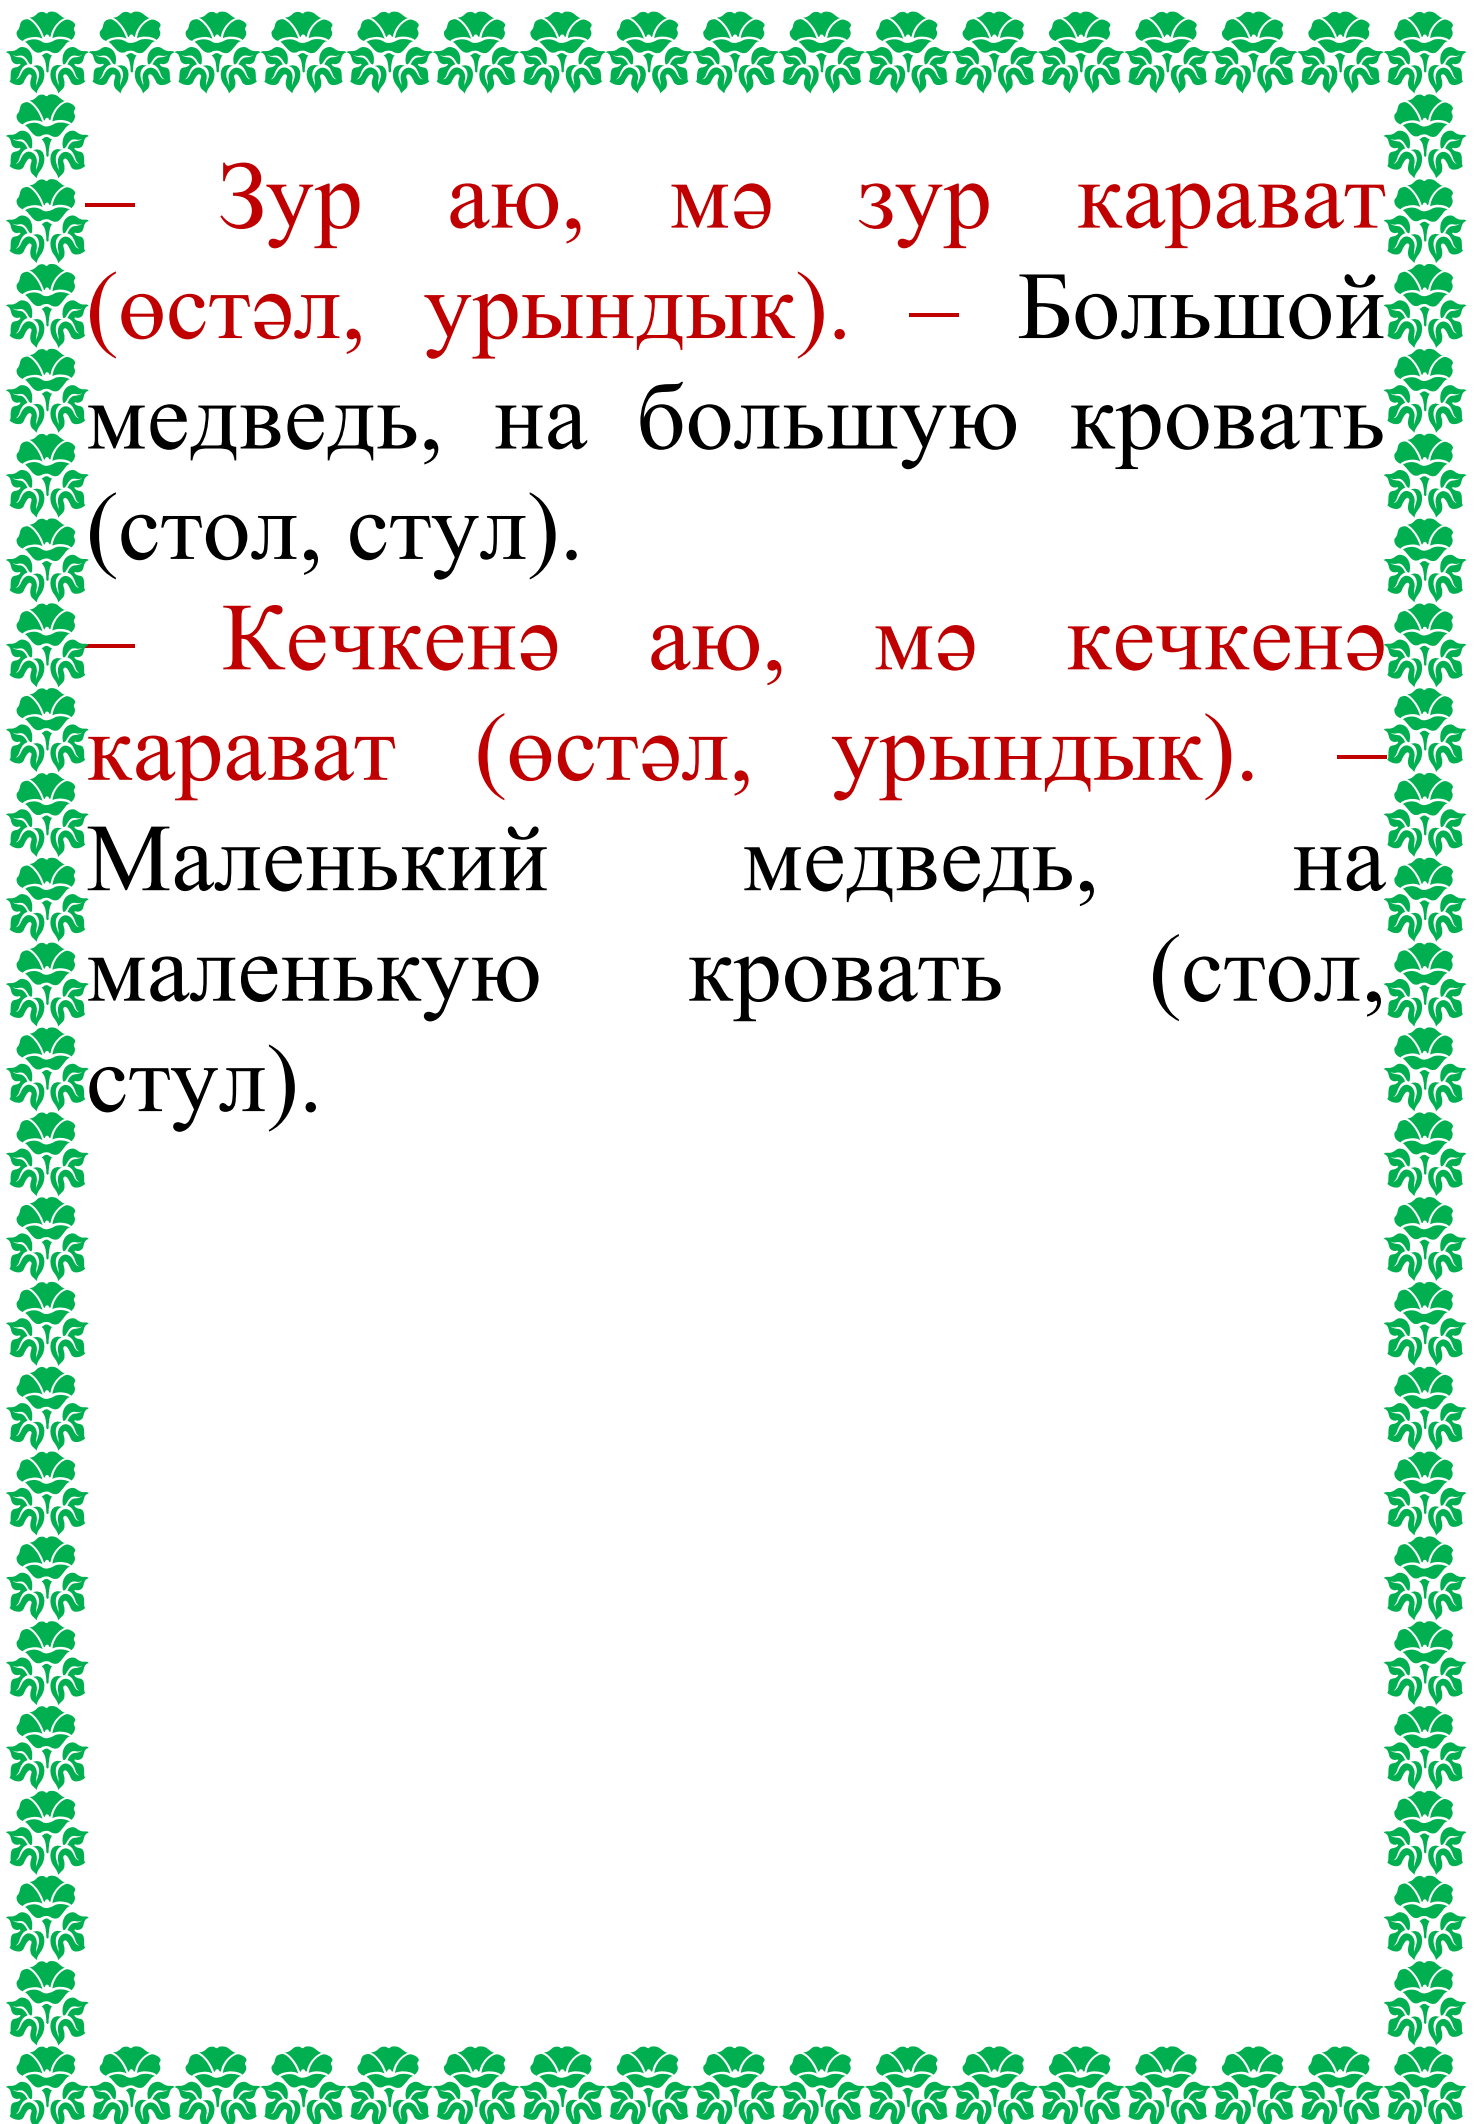 – Зур аю, мә зур карават
(өстәл, урындык). – Большой
медведь, на большую кровать
(стол, стул).
– Кечкенә аю, мә кечкенә
карават (өстәл, урындык). –
Маленький медведь, на
маленькую кровать (стол,
стул).